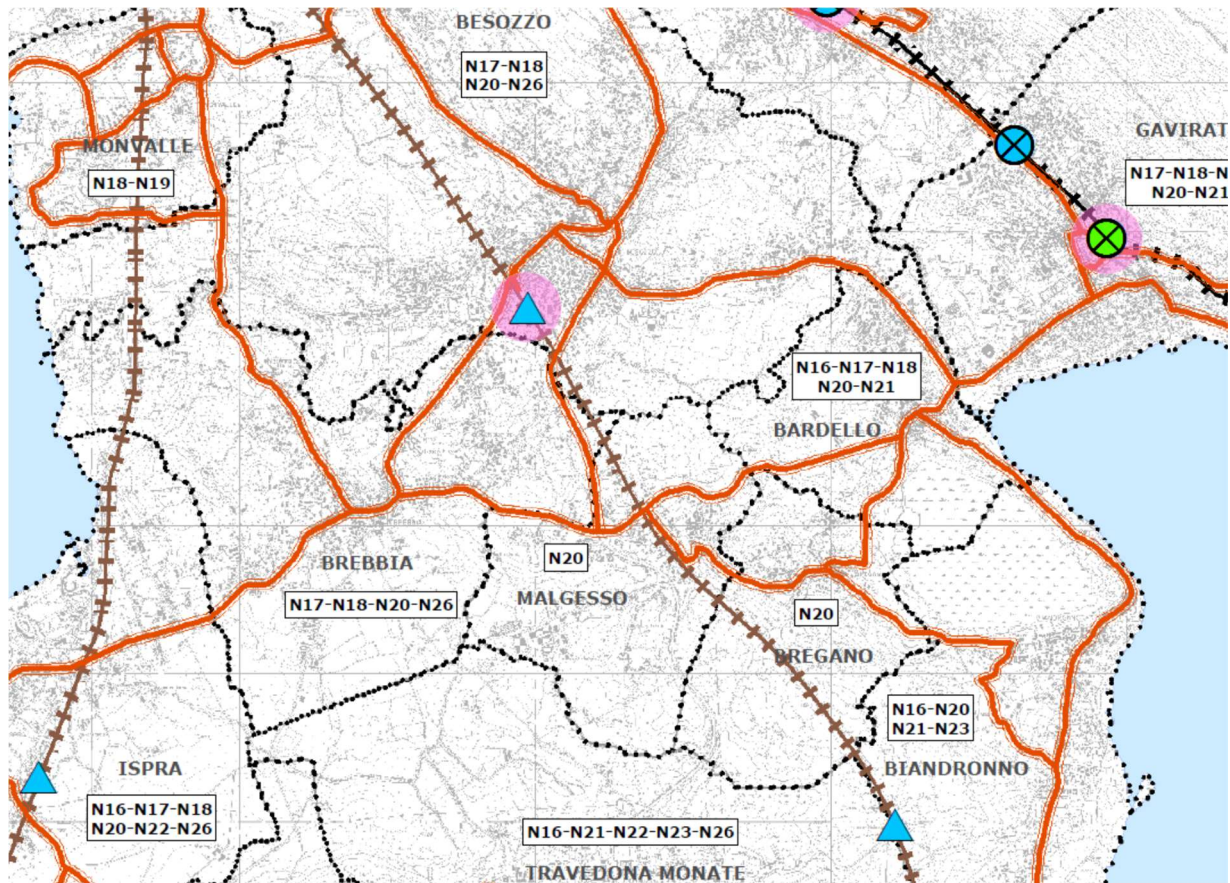 BESOZZO
N17-N18
N20-N26
GAVIRAT
N17-N18-N
N20-N21
MONVALLE
N18-N19
N16-N17-N18
N20-N21
BARDELLO
BREBBIA
N17-N18-N20-N26
N20
MALGESSO
N20
BREGANO
N16-N20
N21-N23
BIANDRONNO
ISPRA
N16-N17-N18
N20-N22-N26
N16-N21-N22-N23-N26
TRAVEDONA MONATE